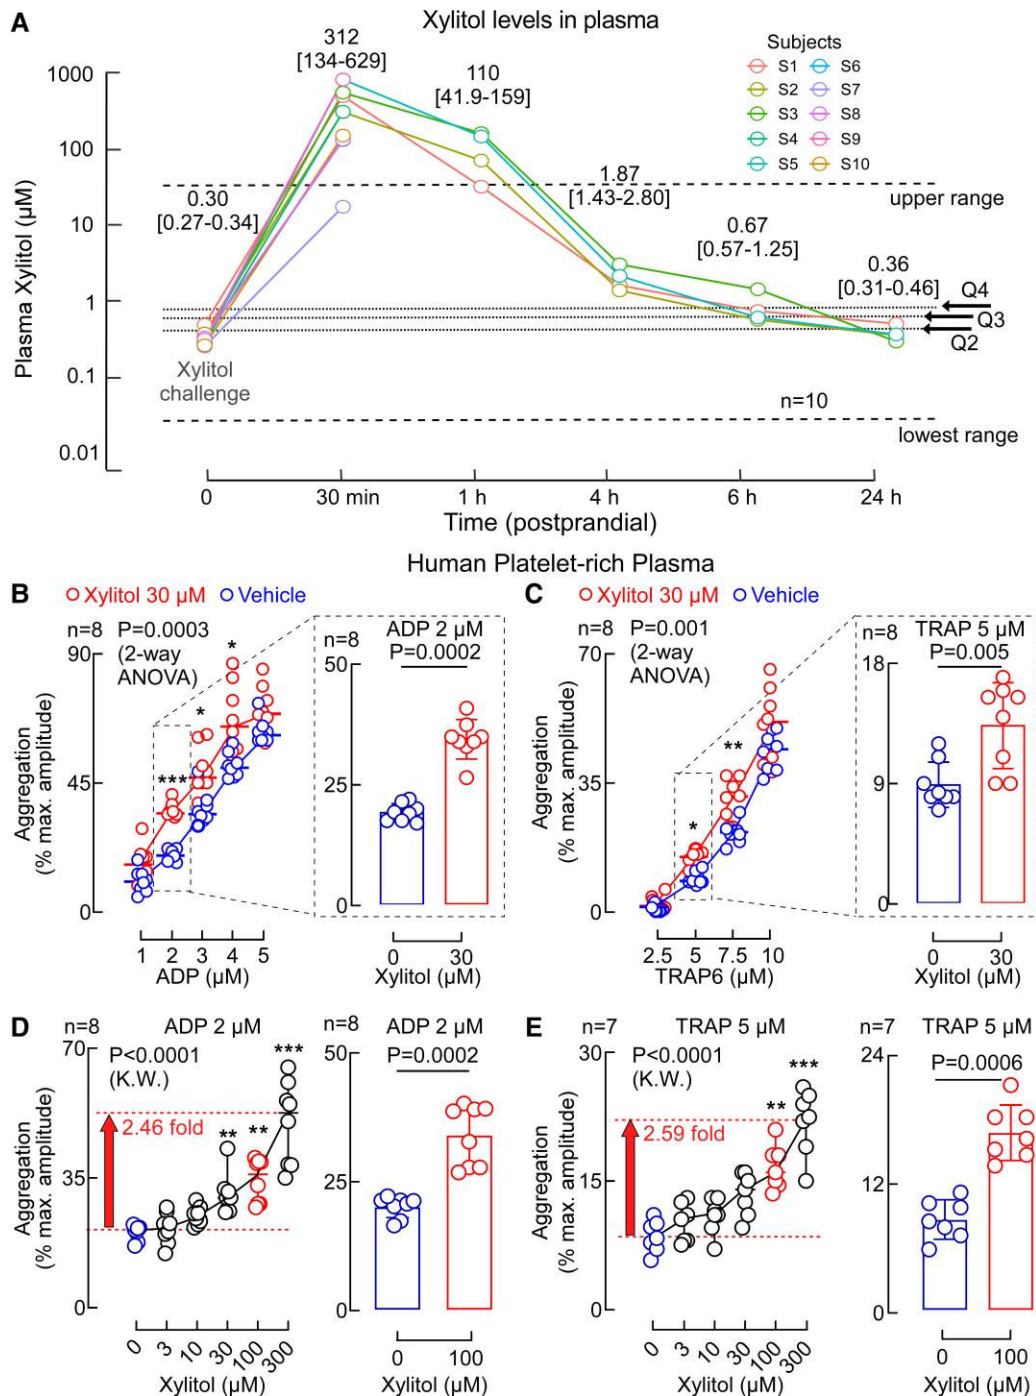 A
Xylitol levels in plasma
Plasma Xylitol (µM)
1000
100
10
1
0.1
0.01
312
[134-629]
110
[41.9-159]
0.30
[0.27-0.34]
1.87
[1.43-2.80]
0.67
[0.57-1.25]
0.36
[0.31-0.46]
Subjects
S1 S6
S2 S7
S3 S8
S4 S9
S5 S10
upper range
Q4
Q3
Q2
Xylitol
challenge
n=10
lowest range
0 30 min 1 h 4 h 6 h 24 h
Time (postprandial)
Human Platelet-rich Plasma
B
Xylitol 30 µM Vehicle
n=8 P=0.0003
(2-way
ANOVA)
Aggregation
(% max. amplitude)
90
45
0
***
*
*
1 2 3 4 5
ADP (µM)
n=8
ADP 2 µM
P=0.0002
50
25
0
0 30
Xylitol (µM)
C
Xylitol 30 µM Vehicle
n=8 P=0.001
(2-way
ANOVA)
Aggregation
(% max. amplitude)
70
35
0
*
**
2.5 5 7.5 10
TRAP6 (µM)
n=8
TRAP 5 µM
P=0.005
18
9
0
0 30
Xylitol (µM)
D
n=8 ADP 2 µM
P<0.0001
(K.W.)
Aggregation
(% max. amplitude)
70
35
0
2.46 fold
**
**
***
0 3 10 30 100 300
Xylitol (µM)
n=8
ADP 2 µM
P=0.0002
50
25
0
0 100
Xylitol (µM)
E
n=7 TRAP 5 µM
P<0.0001
(K.W.)
Aggregation
(% max. amplitude)
30
15
0
2.59 fold
**
***
0 3 10 30 100 300
Xylitol (µM)
n=7 TRAP 5 µM
P=0.0006
24
12
0
0 100
Xylitol (µM)